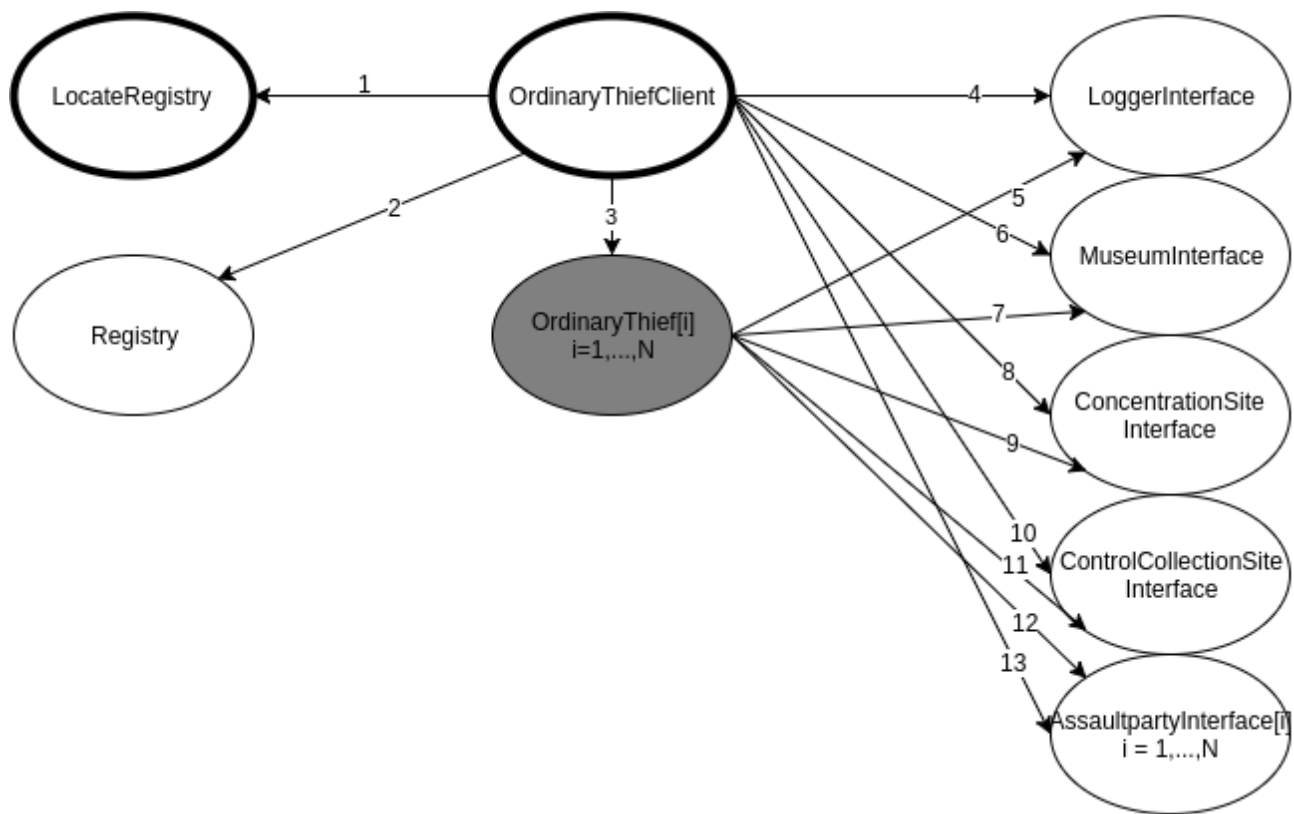 LocateRegistry
1
OrdinaryThiefClient
4
LoggerInterface
2
3
5
6
MuseumInterface
Registry
OrdinaryThief[i]
i=1,...,N
7
8
ConcentrationSite
Interface
9
10
11
ControlCollectionSite
Interface
12
13
AssaultpartyInterface[i]
i = 1,...,N